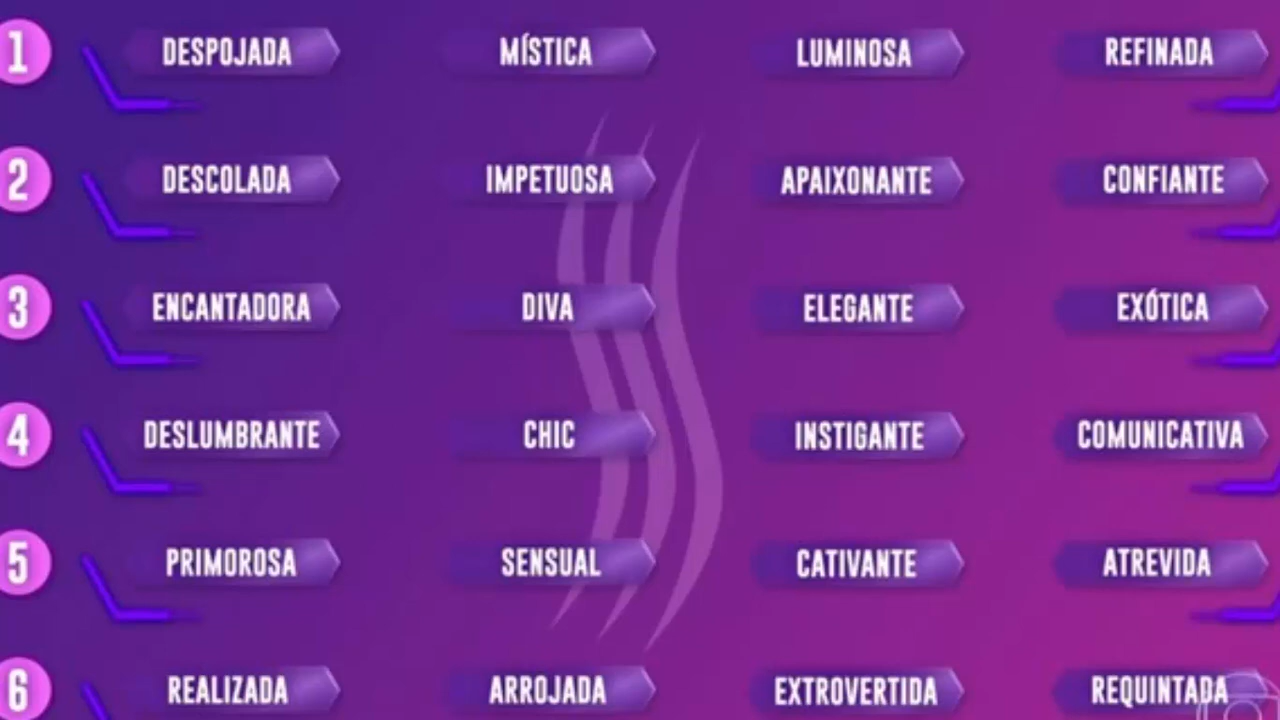 1 DESPOJADA MÍSTICA LUMINOSA REFINADA
2 DESCOLADA IMPETUOSA APAIXONANTE CONFIANTE
3 ENCANTADORA DIVA ELEGANTE EXÓTICA
4 DESLUMBRANTE CHIC INSTIGANTE COMUNICATIVA
5 PRIMOROSA SENSUAL CATIVANTE ATREVIDA
6 REALIZADA ARROJADA EXTROVERTIDA REQUINTADA